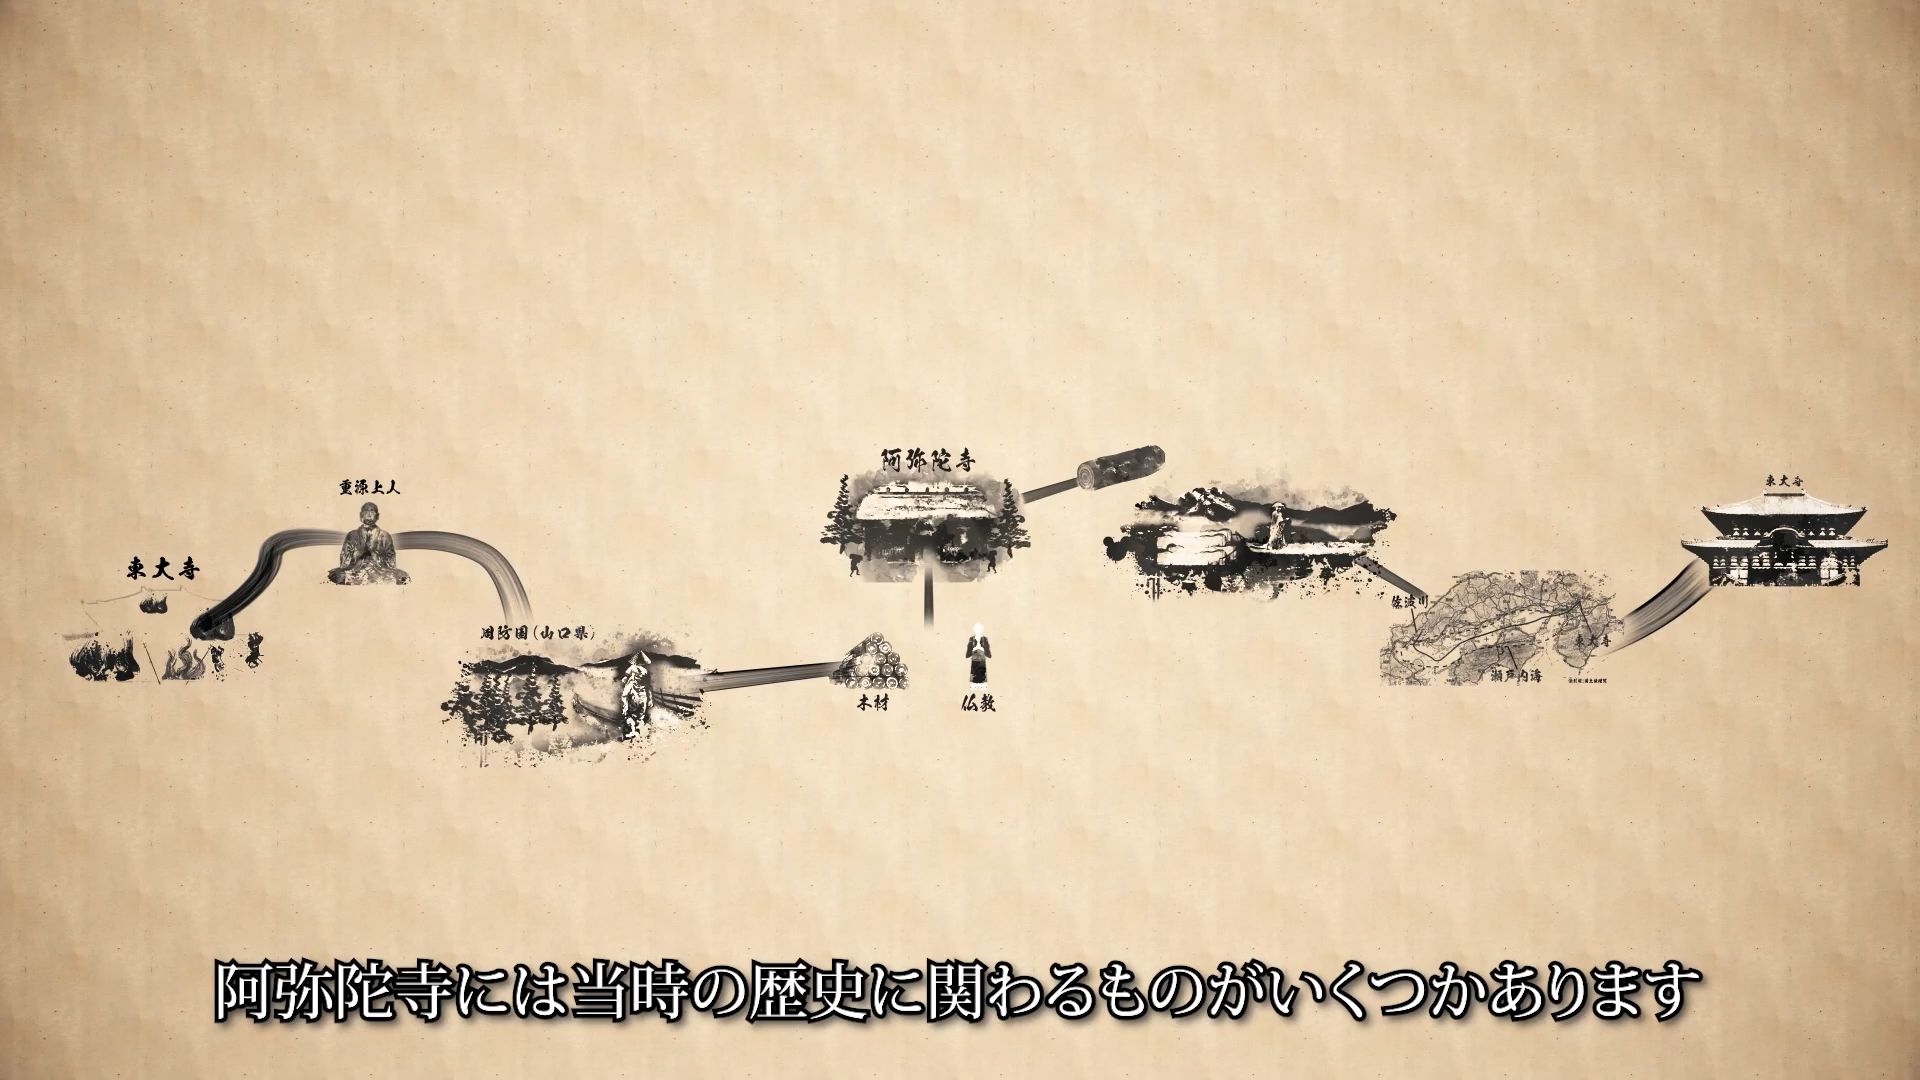 東大寺
重源上人
周防国(山口県)
木材
阿弥陀寺
仏教
佐波川
瀬戸内海
東大寺
東大寺
阿弥陀寺には当時の歴史に関わるものがいくつかあります